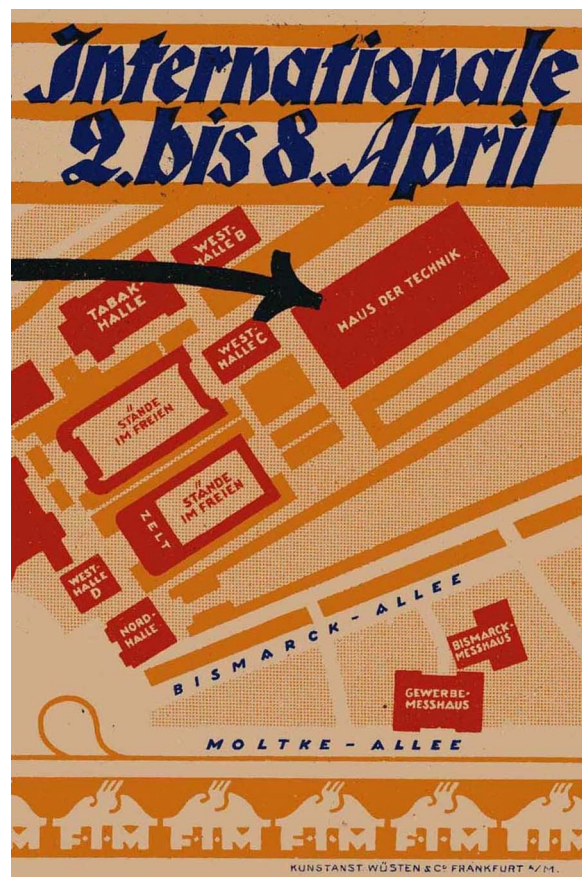 Internationale
2. bis 8. April
WEST-
HALLE B
TABAK-
HALLE
HAUS DER TECHNIK
WEST-
HALLE C
STÄNDE
IM FREIEN
STÄNDE
IM FREIEN
ZELT
WEST-
HALLE
D
NORD-
HALLE
BISMARCK-ALLEE
BISMARCK-
MESSHAUS
GEWERBE-
MESSHAUS
MOLTKE-ALLEE
F·I·M F·I·M F·I·M F·I·M
KUNSTANST. WÜSTEN & Cº FRANKFURT A/M.